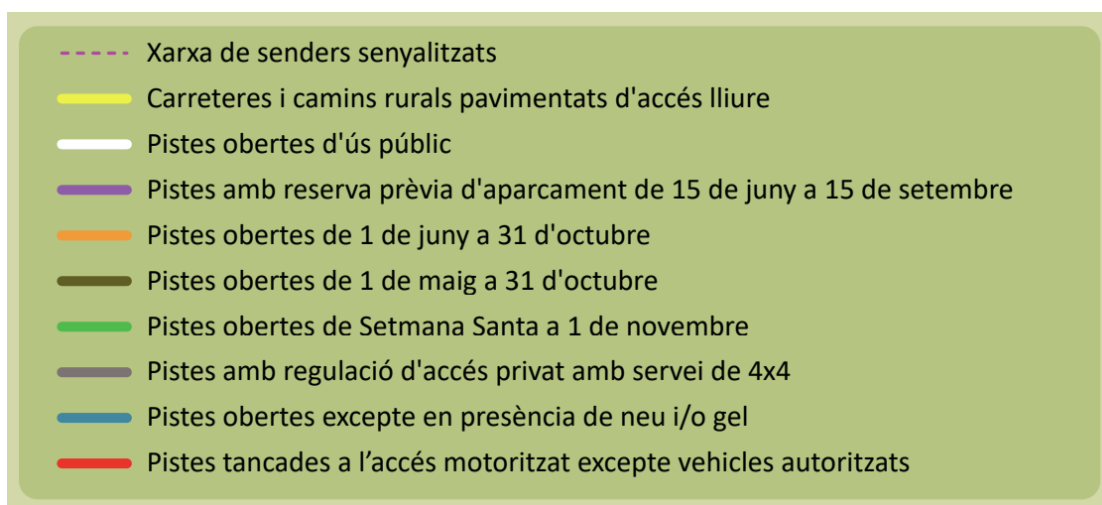 Xarxa de senders senyalitzats
Carreteres i camins rurals pavimentats d'accés lliure
Pistes obertes d'ús públic
Pistes amb reserva prèvia d'aparcament de 15 de juny a 15 de setembre
Pistes obertes de 1 de juny a 31 d'octubre
Pistes obertes de 1 de maig a 31 d'octubre
Pistes obertes de Setmana Santa a 1 de novembre
Pistes amb regulació d'accés privat amb servei de 4x4
Pistes obertes excepte en presència de neu i/o gel
Pistes tancades a l’accés motoritzat excepte vehicles autoritzats